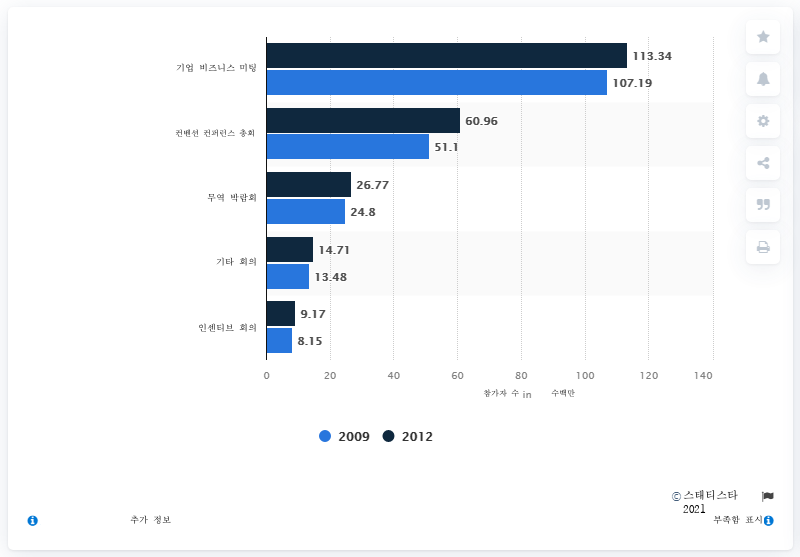 기업 비즈니스 미팅
113.34
107.19
컨벤션 컨퍼런스 총회
60.96
51.1
무역 박람회
26.77
24.8
기타 회의
14.71
13.48
인센티브 회의
9.17
8.15
0 20 40 60 80 100 120 140
참가자 수 in 수백만
2009 2012
© 스태티스타
2021
추가 정보
부족함 표시